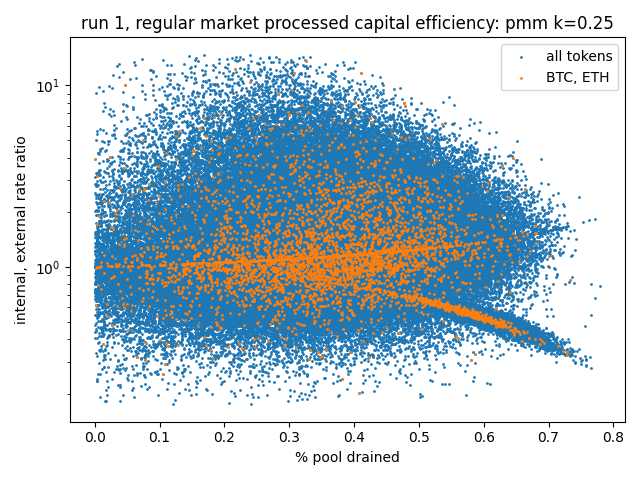 run 1, regular market processed capital efficiency: pmm k=0.25
all tokens
BTC, ETH
internal, external rate ratio
10¹
10⁰
0.0 0.1 0.2 0.3 0.4 0.5 0.6 0.7 0.8
% pool drained